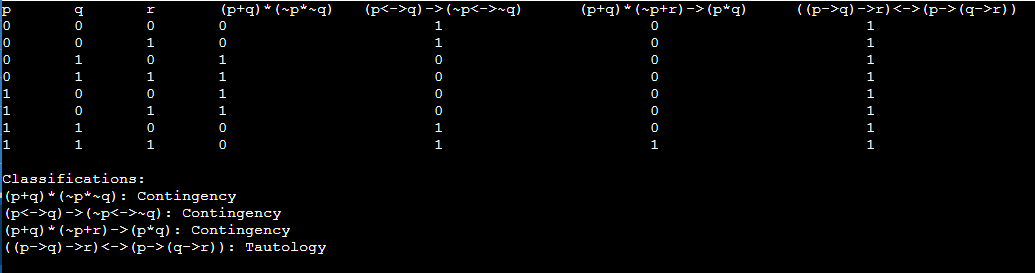 p q r (p+q)*(~p*~q) (p<->q)->(~p<->~q) (p+q)*(~p+r)->(p*q) ((p->q)->r)<->(p->(q->r))
0 0 0 0 1 0 1
0 0 1 0 1 0 1
0 1 0 1 0 0 1
0 1 1 1 0 0 1
1 0 0 1 0 0 1
1 0 1 1 0 0 1
1 1 0 0 1 0 1
1 1 1 0 1 1 1
Classifications:
(p+q)*(~p*~q): Contingency
(p<->q)->(~p<->~q): Contingency
(p+q)*(~p+r)->(p*q): Contingency
((p->q)->r)<->(p->(q->r)): Tautology